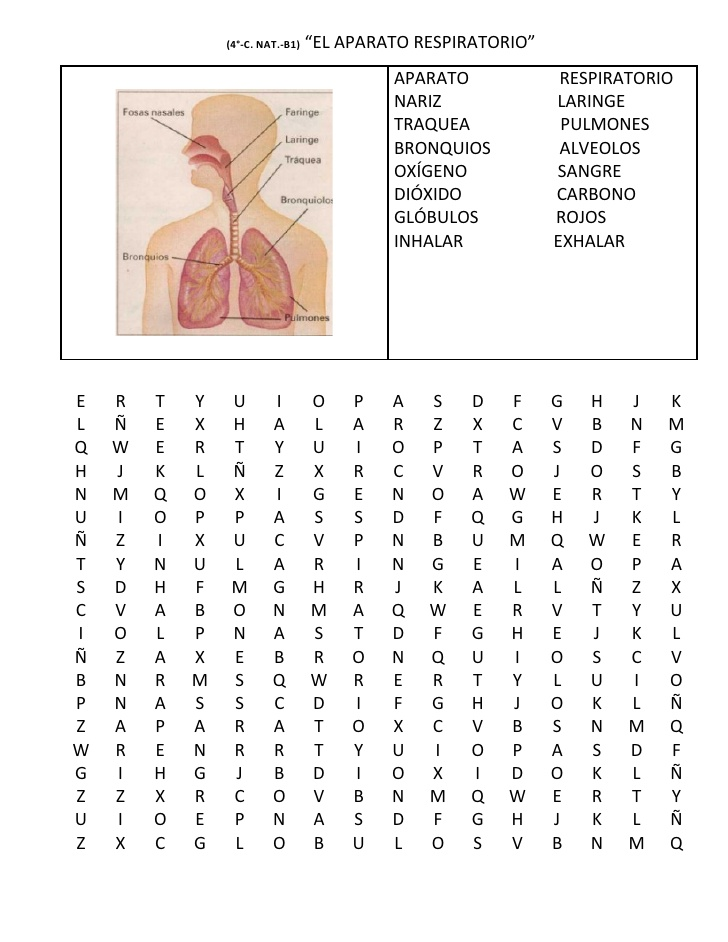 (4°-C. NAT.-B1) “EL APARATO RESPIRATORIO”
Fosas nasales
Faringe
Laringe
Tráquea
Bronquiolos
Bronquios
Pulmones
APARATO RESPIRATORIO
NARIZ LARINGE
TRAQUEA PULMONES
BRONQUIOS ALVEOLOS
OXÍGENO SANGRE
DIÓXIDO CARBONO
GLÓBULOS ROJOS
INHALAR EXHALAR
E R T Y U I O P A S D F G H J K
L Ñ E X H A L A R Z X C V B N M
Q W E R T Y U I O P T A S D F G
H J K L Ñ Z X R C V R O J O S B
N M Q O X I G E N O A W E R T Y
U I O P P A S S D F Q G H J K L
Ñ Z I X U C V P N B U M Q W E R
T Y N U L A R I N G E I A O P A
S D H F M G H R J K A L L Ñ Z X
C V A B O N M A Q W E R V T Y U
I O L P N A S T D F G H E J K L
Ñ Z A X E B R O N Q U I O S C V
B N R M S Q W R E R T Y L U I O
P N A S S C D I F G H J O K L Ñ
Z A P A R A T O X C V B S N M Q
W R E N R R T Y U I O P A S D F
G I H G J B D I O X I D O K L Ñ
Z Z X R C O V B N M Q W E R T Y
U I O E P N A S D F G H J K L Ñ
Z X C G L O B U L O S V B N M Q